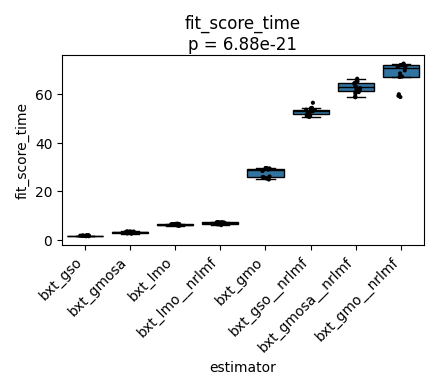 fit_score_time
p = 6.88e-21
fit_score_time
60
40
20
0
bxt_gso
bxt_gmosa
bxt_lmo
bxt_lmo__nrlmf
bxt_gmo
bxt_gso__nrlmf
bxt_gmosa__nrlmf
bxt_gmo__nrlmf
estimator